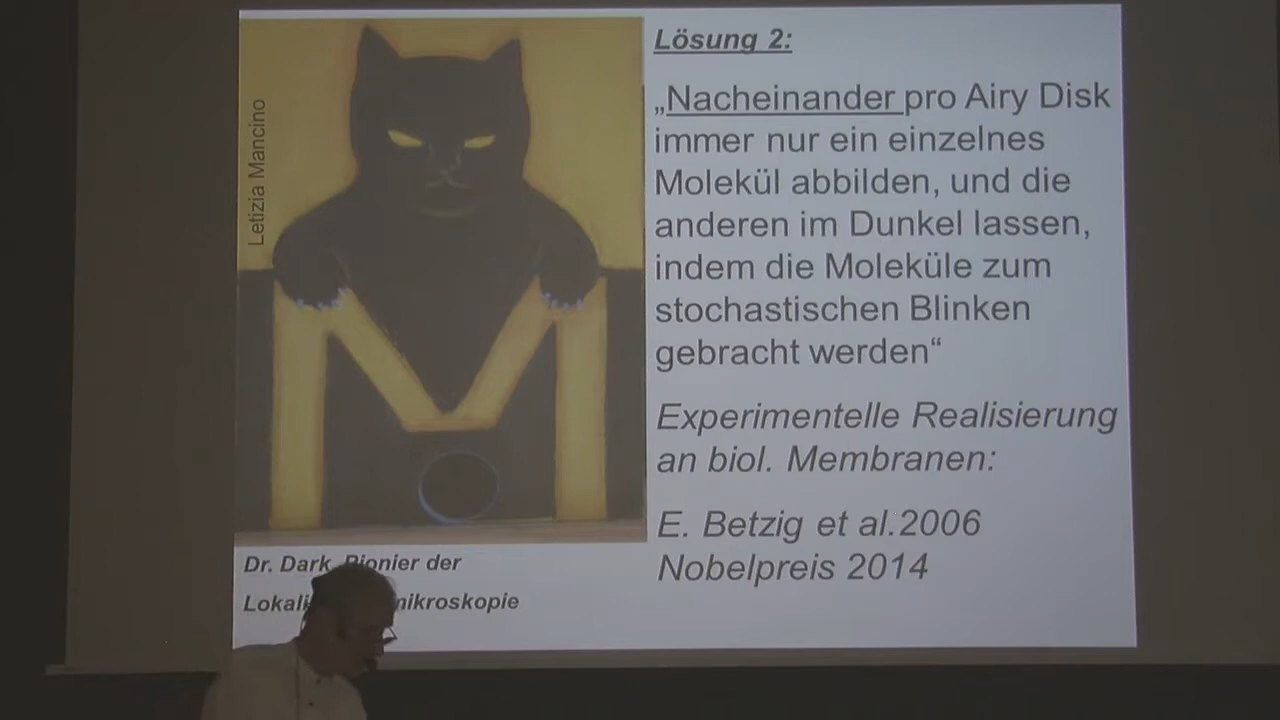 Letizia Mancino
Lösung 2:
„Nacheinander pro Airy Disk
immer nur ein einzelnes
Molekül abbilden, und die
anderen im Dunkel lassen,
indem die Moleküle zum
stochastischen Blinken
gebracht werden“
Experimentelle Realisierung
an biol. Membranen:
E. Betzig et al.2006
Nobelpreis 2014
Dr. Dark, Pionier der
Lokali mikroskopie